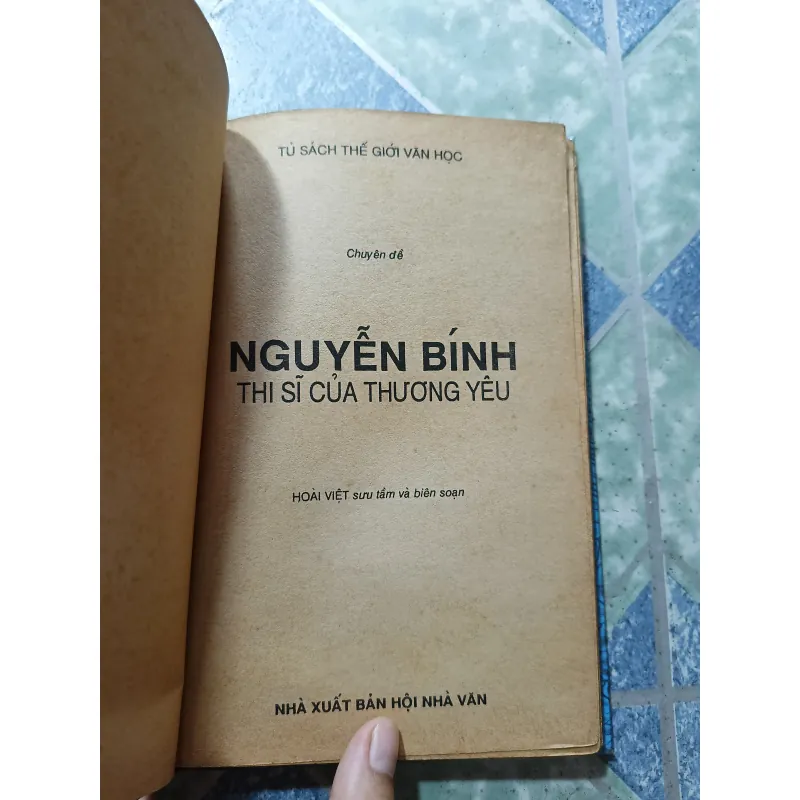 TỦ SÁCH THẾ GIỚI VĂN HỌC
Chuyên đề
NGUYỄN BÍNH
THI SĨ CỦA THƯƠNG YÊU
HOÀI VIỆT sưu tầm và biên soạn
NHÀ XUẤT BẢN HỘI NHÀ VĂN